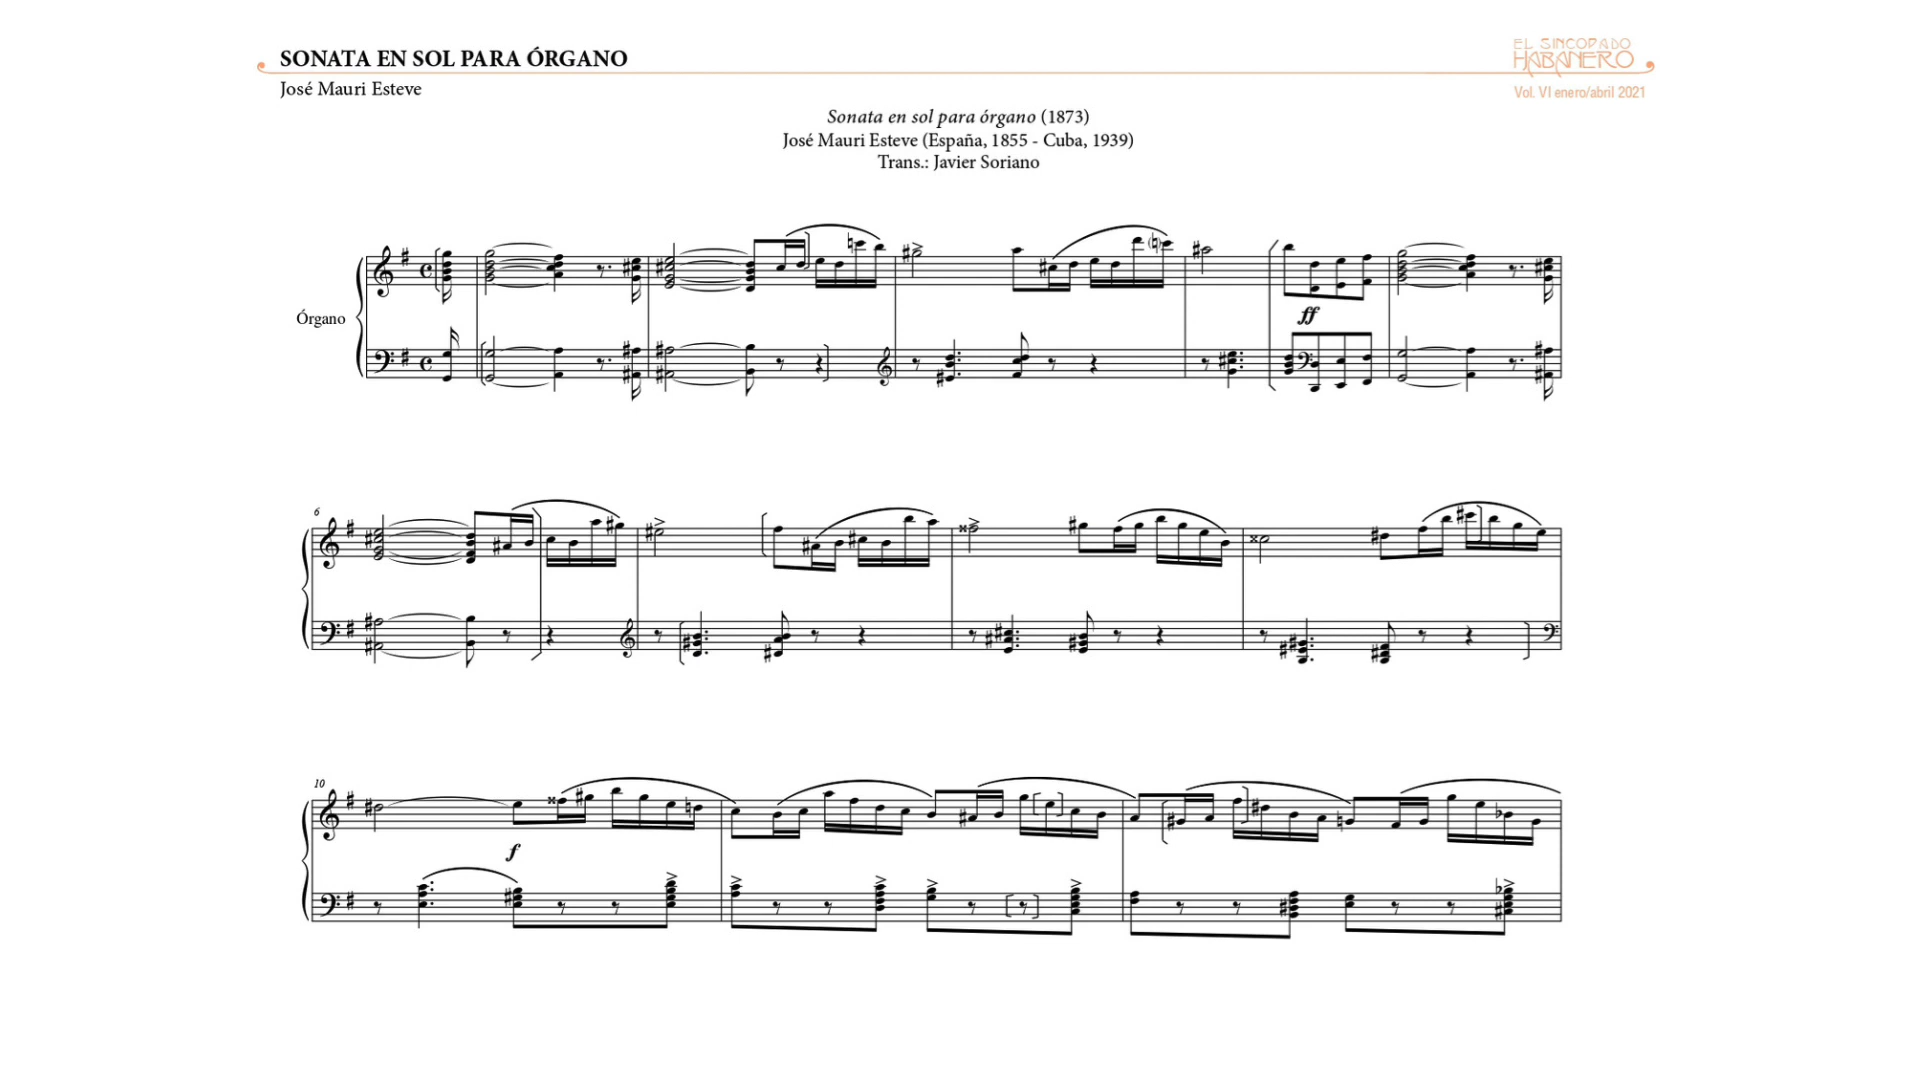 SONATA EN SOL PARA ÓRGANO
EL SINCOPADO
HABANERO
José Mauri Esteve
Vol. VI enero/abril 2021
Sonata en sol para órgano (1873)
José Mauri Esteve (España, 1855 - Cuba, 1939)
Trans.: Javier Soriano
Órgano
ff
6
10
f